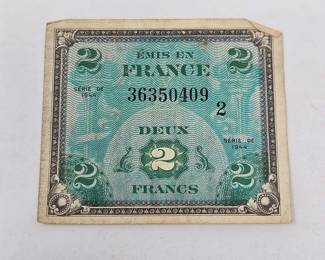 2 ÉMIS EN 2
FRANCE
SÉRIE DE
1944
36350409
2
DEUX
SÉRIE DE
1944
2 2 2
FRANCS